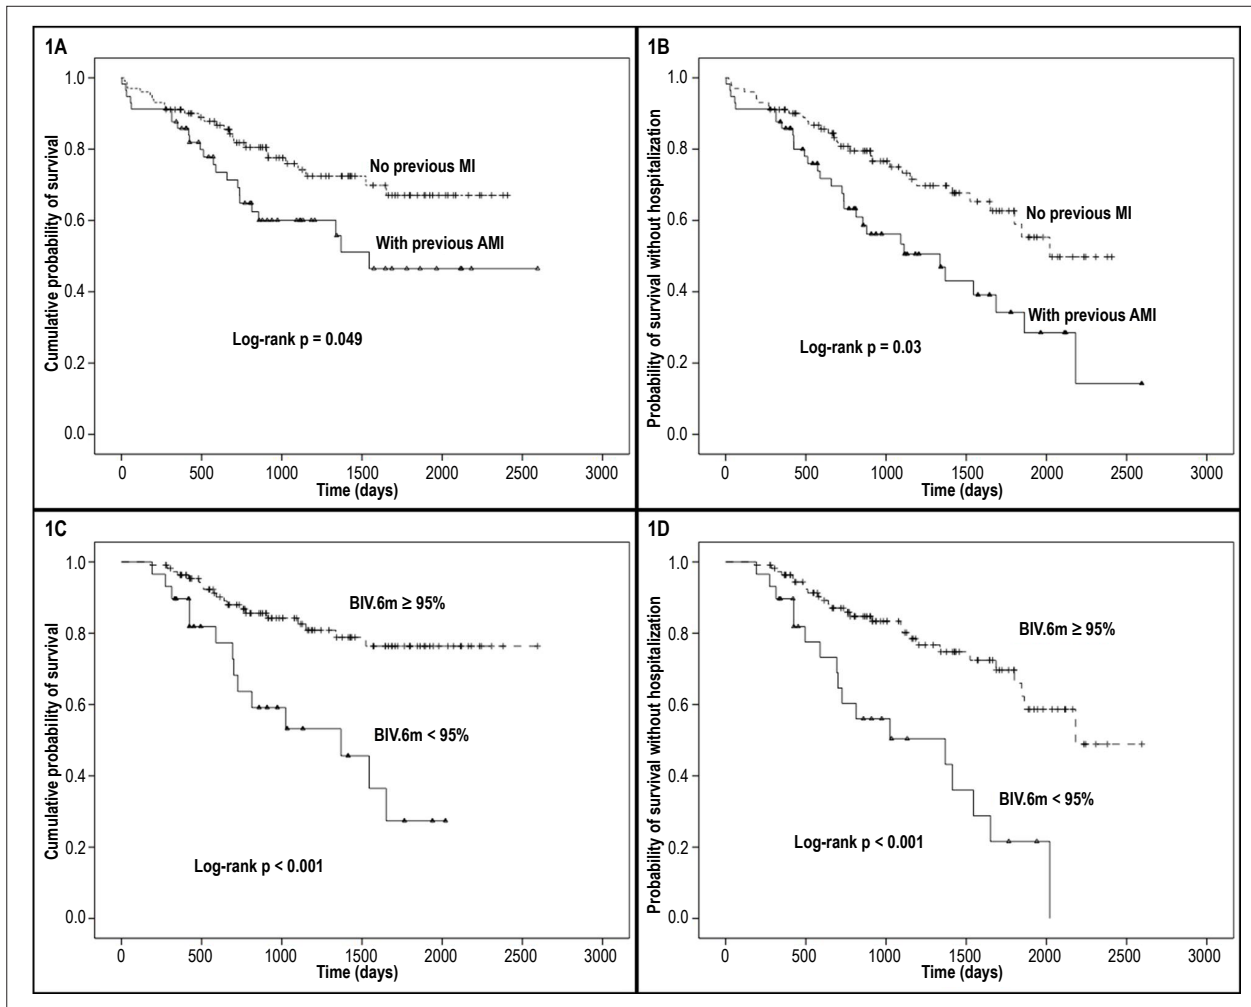 1A
Cumulative probability of survival
1.0
0.8
0.6
0.4
0.2
0.0
No previous MI
With previous AMI
Log-rank p = 0.049
0 500 1000 1500 2000 2500 3000
Time (days)
1B
Probability of survival without hospitalization
1.0
0.8
0.6
0.4
0.2
0.0
No previous MI
With previous AMI
Log-rank p = 0.03
0 500 1000 1500 2000 2500 3000
Time (days)
1C
Cumulative probability of survival
1.0
0.8
0.6
0.4
0.2
0.0
BIV.6m ≥ 95%
BIV.6m < 95%
Log-rank p < 0.001
0 500 1000 1500 2000 2500 3000
Time (days)
1D
Probability of survival without hospitalization
1.0
0.8
0.6
0.4
0.2
0.0
BIV.6m ≥ 95%
BIV.6m < 95%
Log-rank p < 0.001
0 500 1000 1500 2000 2500 3000
Time (days)